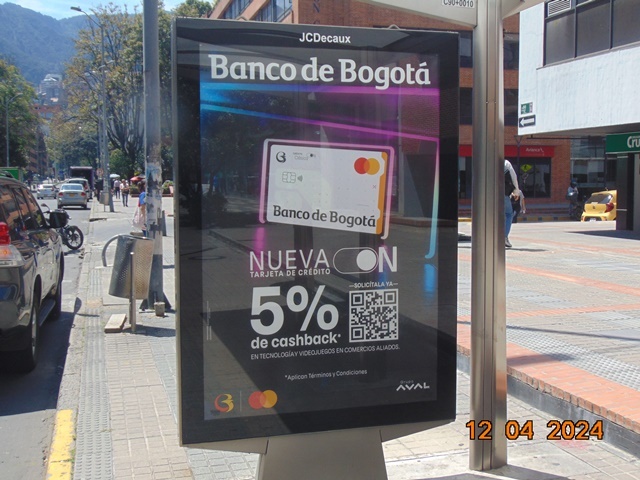 C90+0010
JCDecaux
Banco de Bogotá
Banco de Bogotá
NUEVA ON
TARJETA DE CRÉDITO
5%
de cashback*
SOLICÍTALA YA
EN TECNOLOGÍA Y VIDEOJUEGOS EN COMERCIOS ALIADOS.
*Aplican Términos y Condiciones
AVAL
12 04 2024